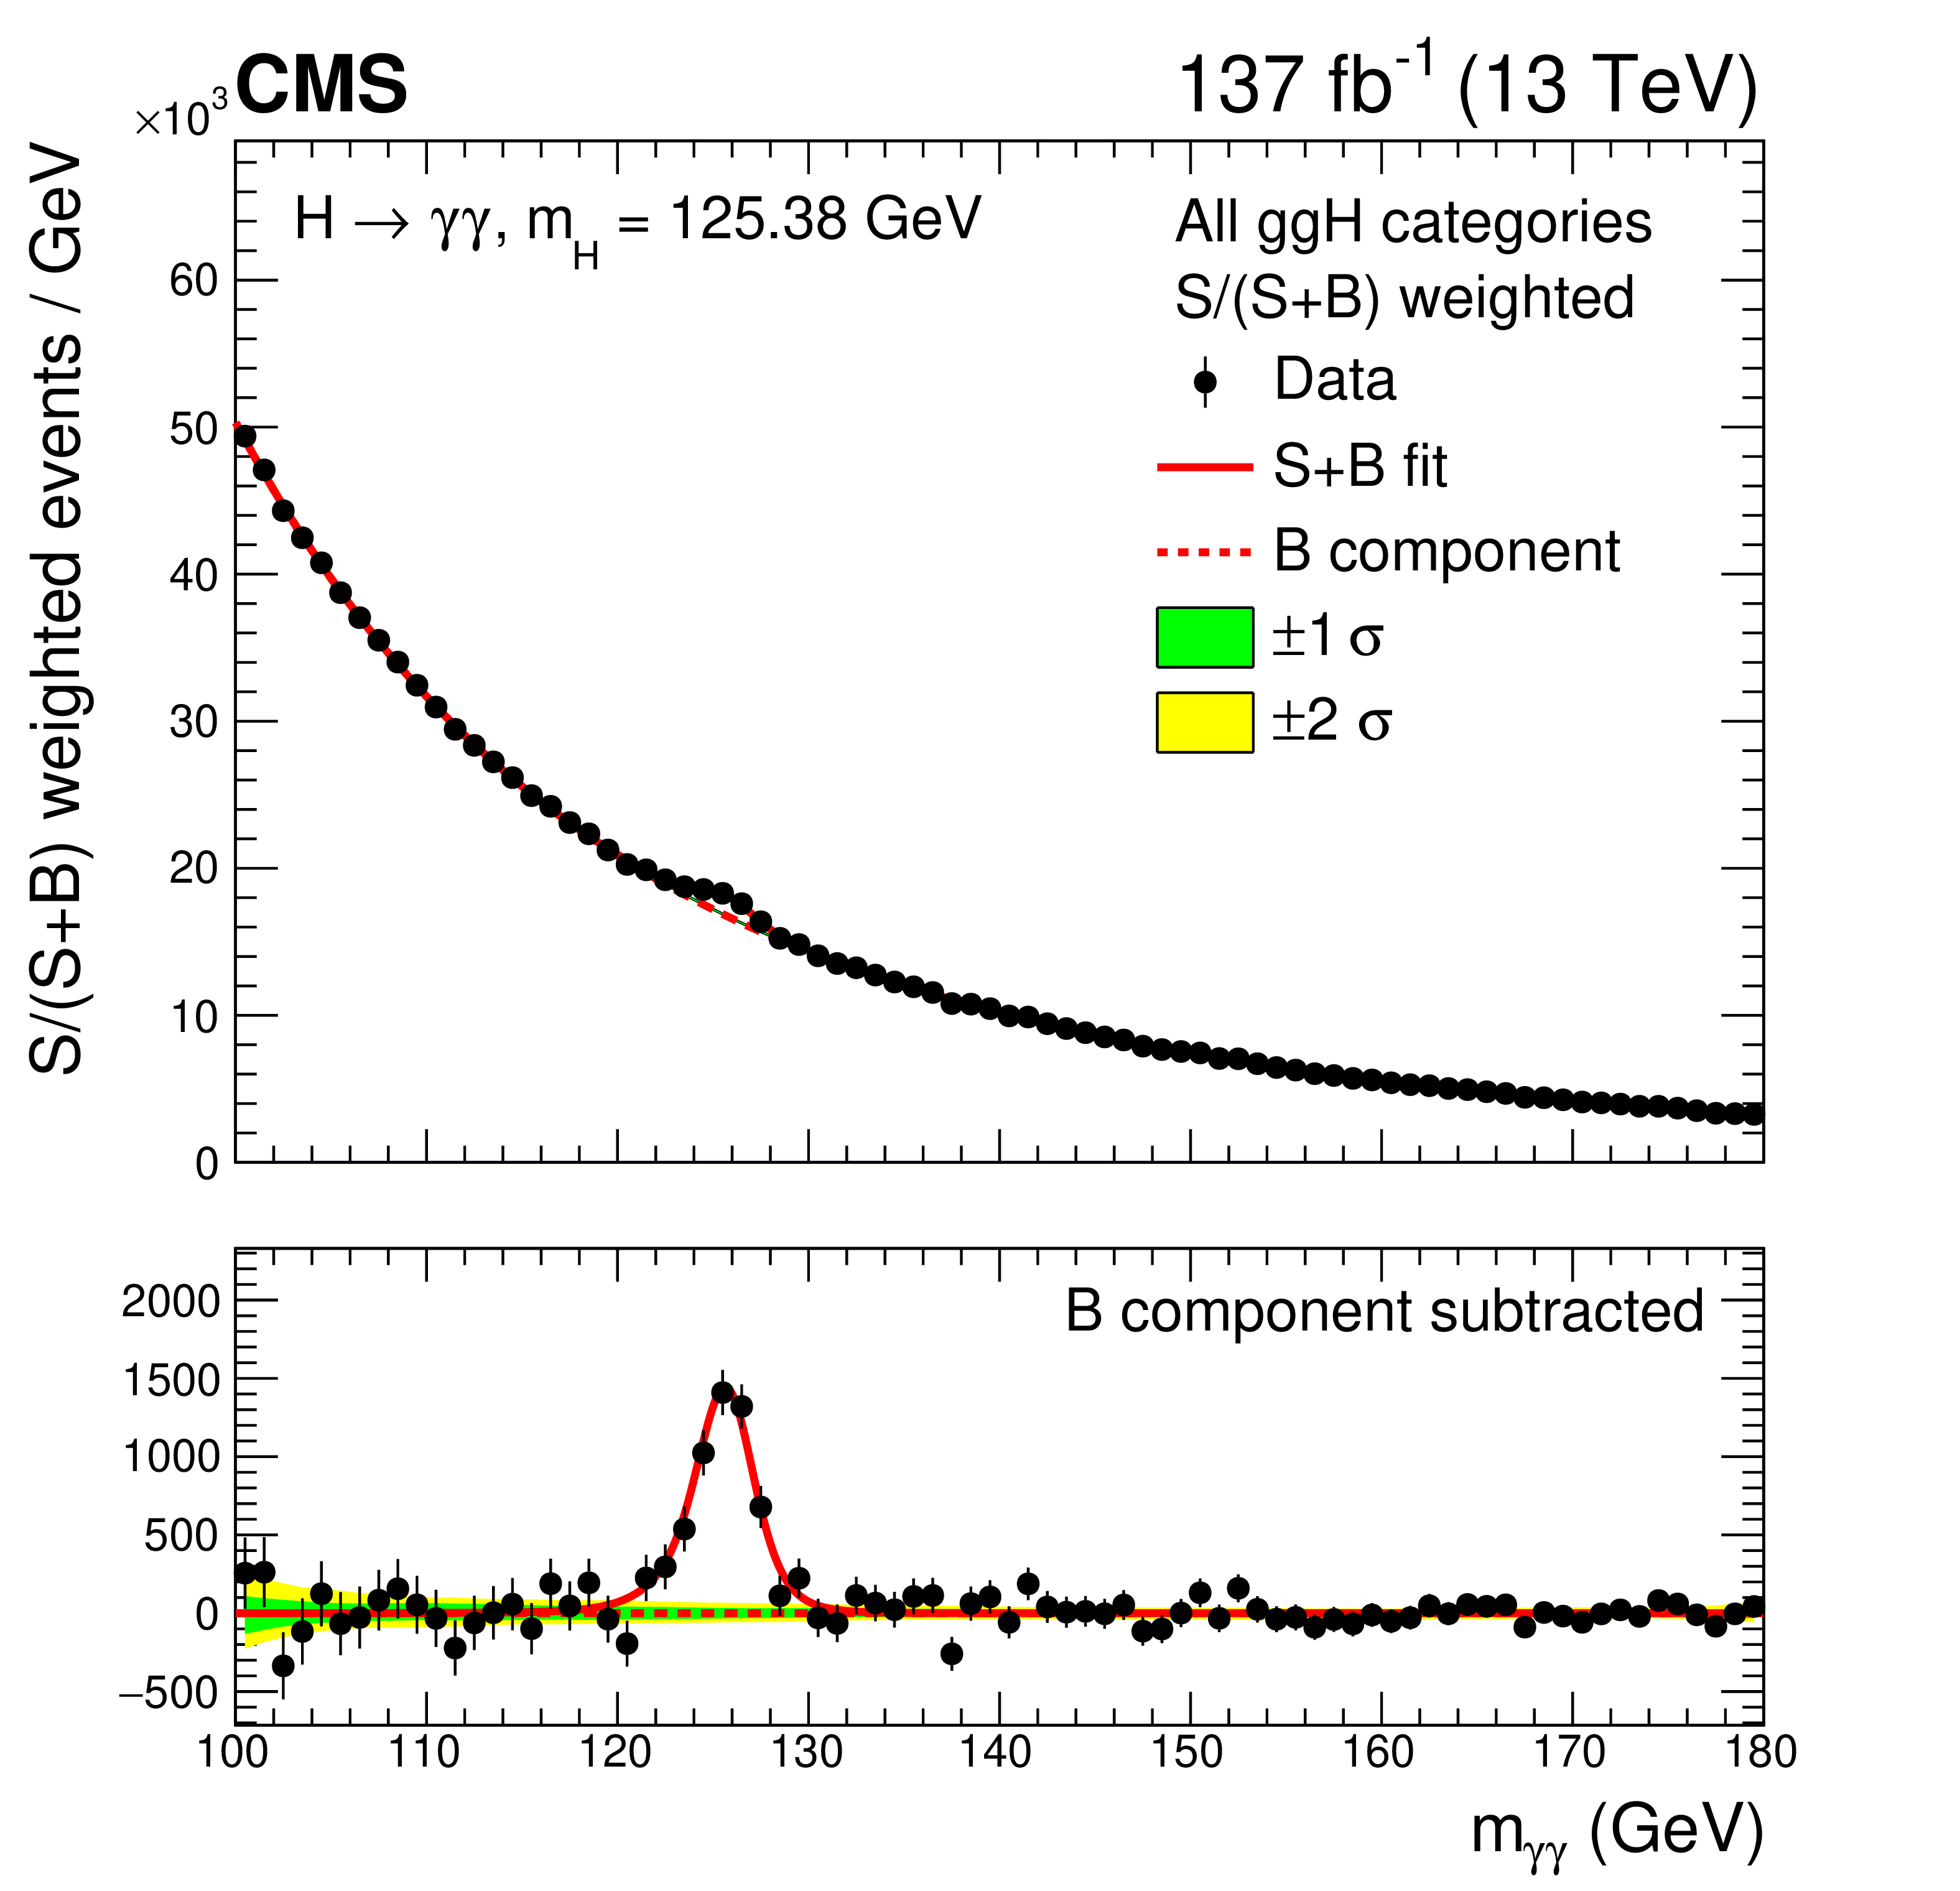 CMS 137 fb⁻¹ (13 TeV)
×10³
S/(S+B) weighted events / GeV
H → γγ, m_H = 125.38 GeV
All ggH categories
S/(S+B) weighted
Data
S+B fit
B component
±1 σ
±2 σ
60
50
40
30
20
10
0
B component subtracted
2000
1500
1000
500
0
−500
100 110 120 130 140 150 160 170 180
m_γγ (GeV)